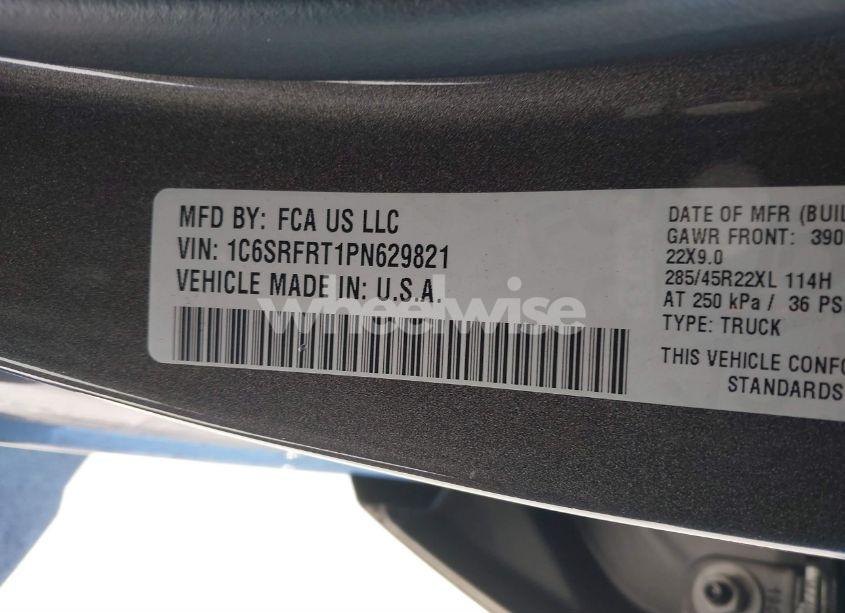 MFD BY: FCA US LLC
VIN: 1C6SRFRT1PN629821
VEHICLE MADE IN: U.S.A.
DATE OF MFR (BUIL
GAWR FRONT: 390
22X9.0
285/45R22XL 114H
AT 250 kPa / 36 PS
TYPE: TRUCK
THIS VEHICLE CONFO
STANDARDS
wheelwise